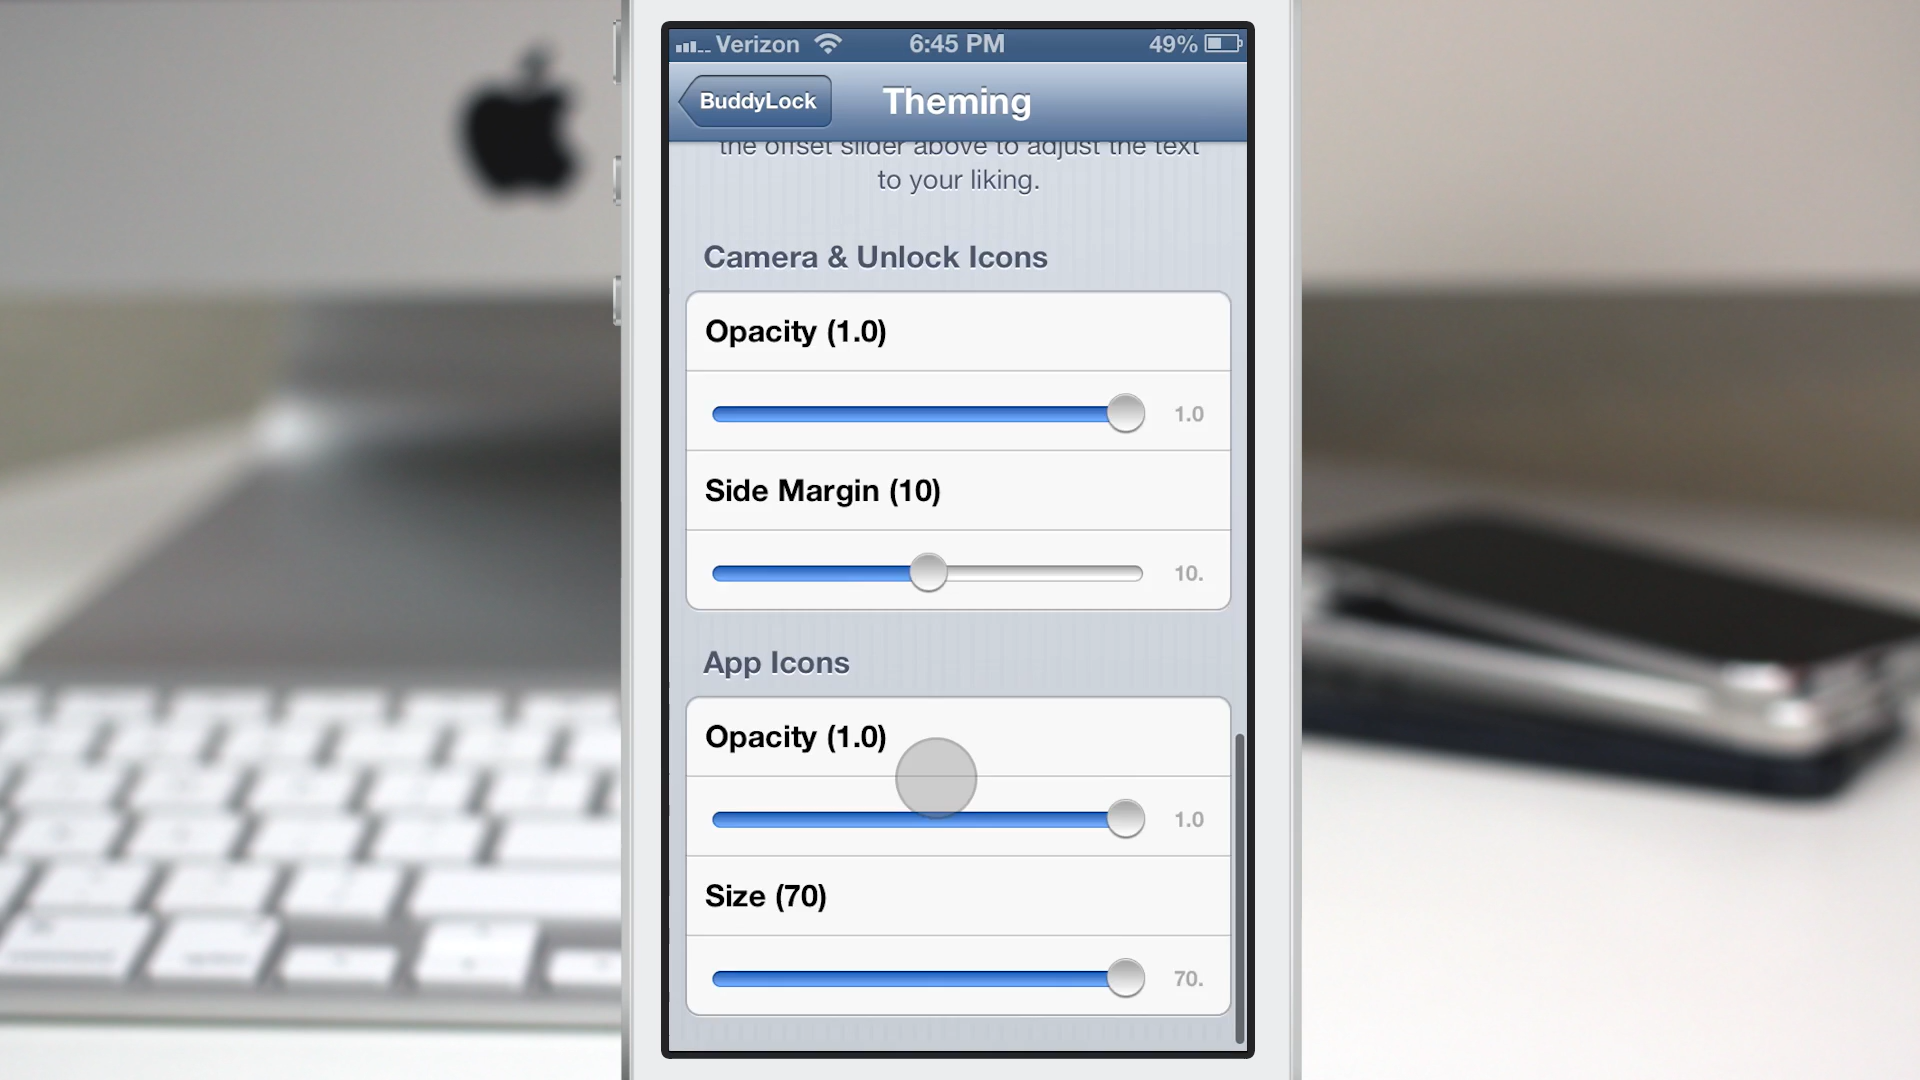 Verizon 6:45 PM 49%
BuddyLock Theming
the offset slider above to adjust the text
to your liking.
Camera & Unlock Icons
Opacity (1.0)
1.0
Side Margin (10)
10.
App Icons
Opacity (1.0)
1.0
Size (70)
70.